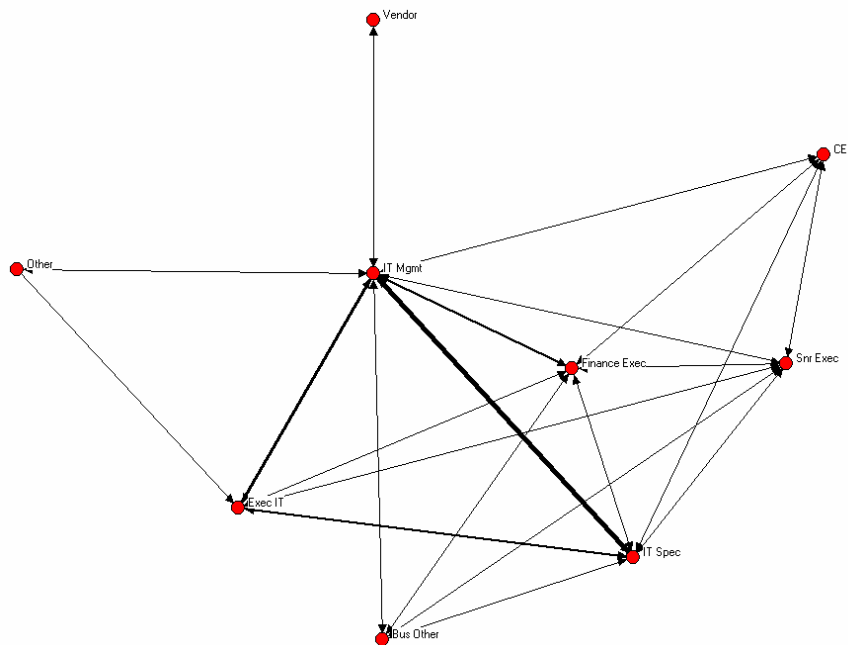 Vendor
CE
Other
IT Mgmt
Finance Exec
Snr Exec
Exec IT
IT Spec
Bus Other